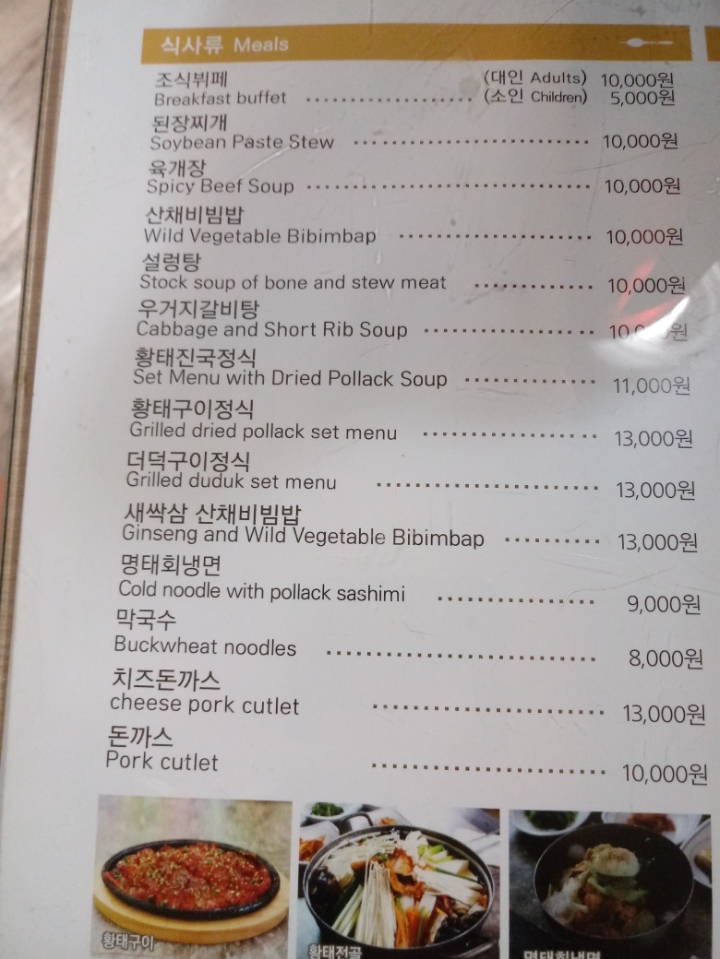 식사류 Meals
조식뷔페 (대인 Adults) 10,000원
Breakfast buffet (소인 Children) 5,000원
된장찌개
Soybean Paste Stew 10,000원
육개장
Spicy Beef Soup 10,000원
산채비빔밥
Wild Vegetable Bibimbap 10,000원
설렁탕
Stock soup of bone and stew meat 10,000원
우거지갈비탕
Cabbage and Short Rib Soup
황태진국정식
Set Menu with Dried Pollack Soup 11,000원
황태구이정식
Grilled dried pollack set menu 13,000원
더덕구이정식
Grilled duduk set menu 13,000원
새싹삼 산채비빔밥
Ginseng and Wild Vegetable Bibimbap 13,000원
명태회냉면
Cold noodle with pollack sashimi 9,000원
막국수
Buckwheat noodles 8,000원
치즈돈까스
cheese pork cutlet 13,000원
돈까스
Pork cutlet 10,000원
황태구이
황태전골
명태회냉면